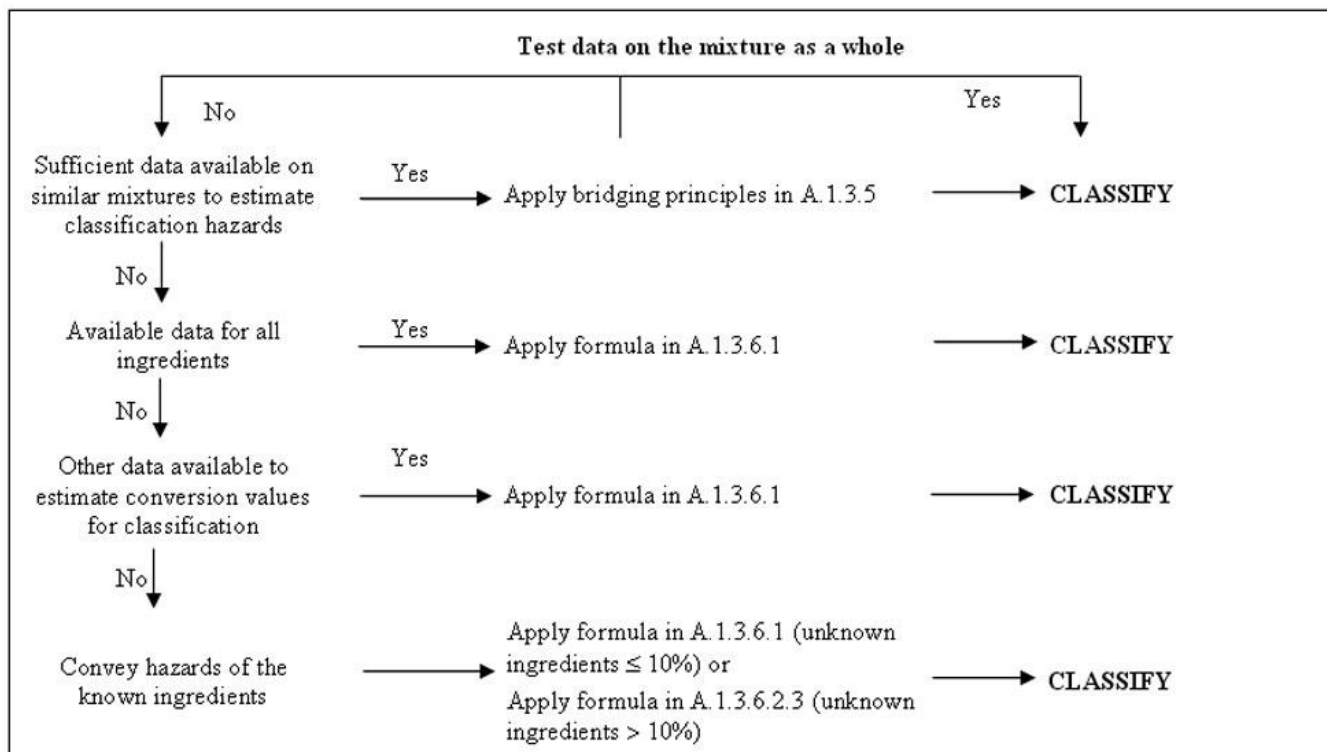 Test data on the mixture as a whole
No
Yes
Sufficient data available on
similar mixtures to estimate
classification hazards
Yes
Apply bridging principles in A.1.3.5
CLASSIFY
No
Available data for all
ingredients
Yes
Apply formula in A.1.3.6.1
CLASSIFY
No
Other data available to
estimate conversion values
for classification
Yes
Apply formula in A.1.3.6.1
CLASSIFY
No
Convey hazards of the
known ingredients
Apply formula in A.1.3.6.1 (unknown
ingredients ≤ 10%) or
Apply formula in A.1.3.6.2.3 (unknown
ingredients > 10%)
CLASSIFY